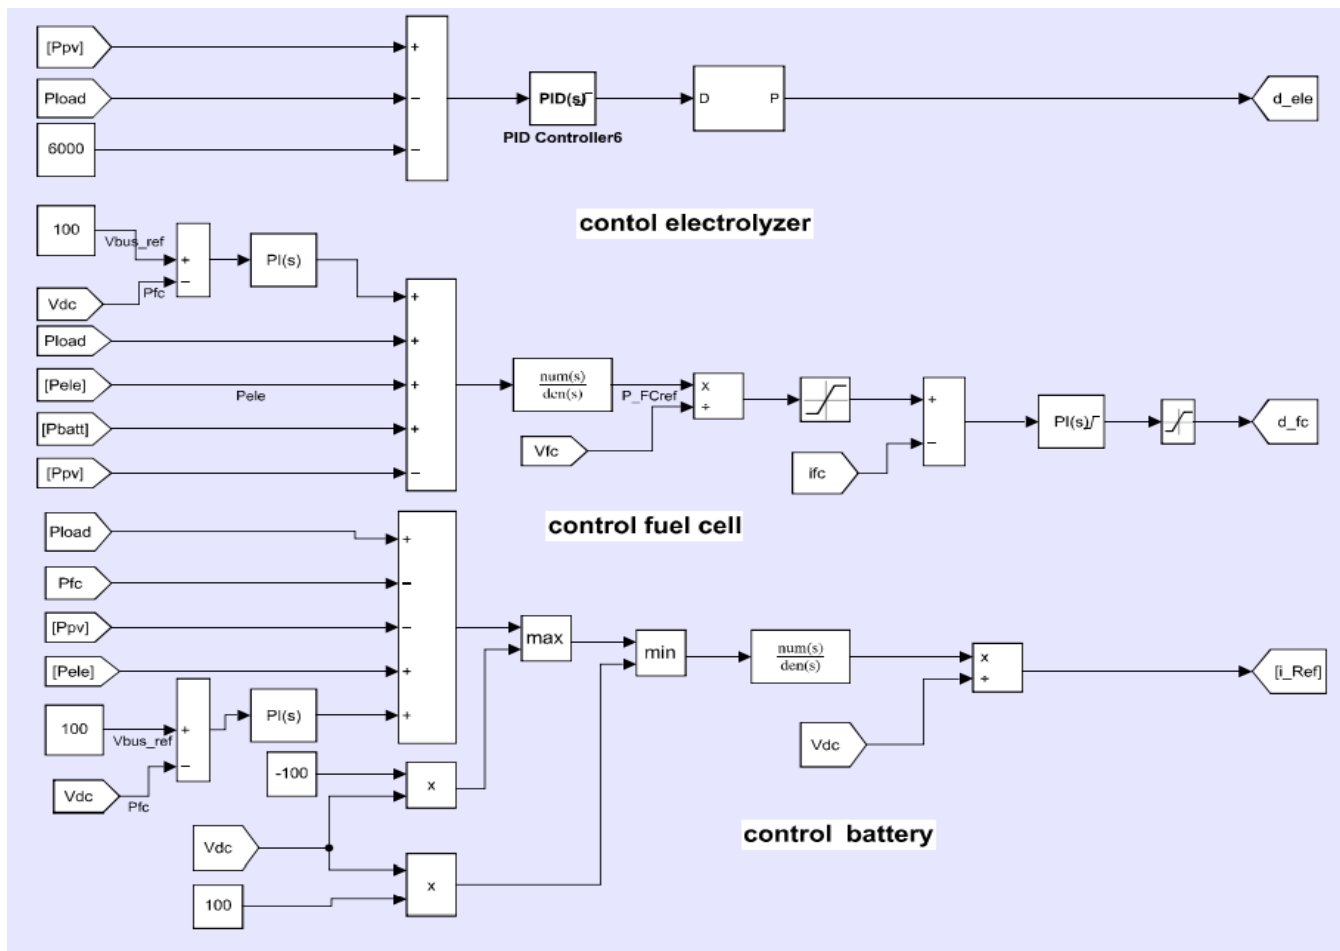 [Ppv]
+
Pload
−
PID(s)
D P
d_ele
PID Controller6
6000
−
contol electrolyzer
100
Vbus_ref
+
−
PI(s)
Pfc
Vdc
+
Pload
+
[Pele]
Pele
+
[Pbatt]
+
[Ppv]
−
num(s)
den(s)
P_FCref
x
÷
Vfc
+
−
ifc
PI(s)
d_fc
control fuel cell
Pload
+
Pfc
−
[Ppv]
−
[Pele]
+
100
Vbus_ref
+
−
PI(s)
+
Vdc
Pfc
-100
x
max
min
num(s)
den(s)
x
÷
[i_Ref]
Vdc
Vdc
x
100
control battery